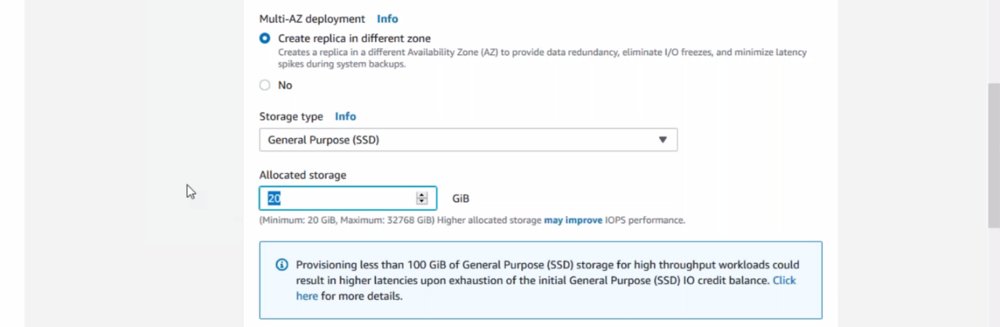 Multi-AZ deployment Info
Create replica in different zone
Creates a replica in a different Availability Zone (AZ) to provide data redundancy, eliminate I/O freezes, and minimize latency
spikes during system backups.
No
Storage type Info
General Purpose (SSD)
Allocated storage
20 GiB
(Minimum: 20 GiB, Maximum: 32768 GiB) Higher allocated storage may improve IOPS performance.
Provisioning less than 100 GiB of General Purpose (SSD) storage for high throughput workloads could
result in higher latencies upon exhaustion of the initial General Purpose (SSD) IO credit balance. Click
here for more details.